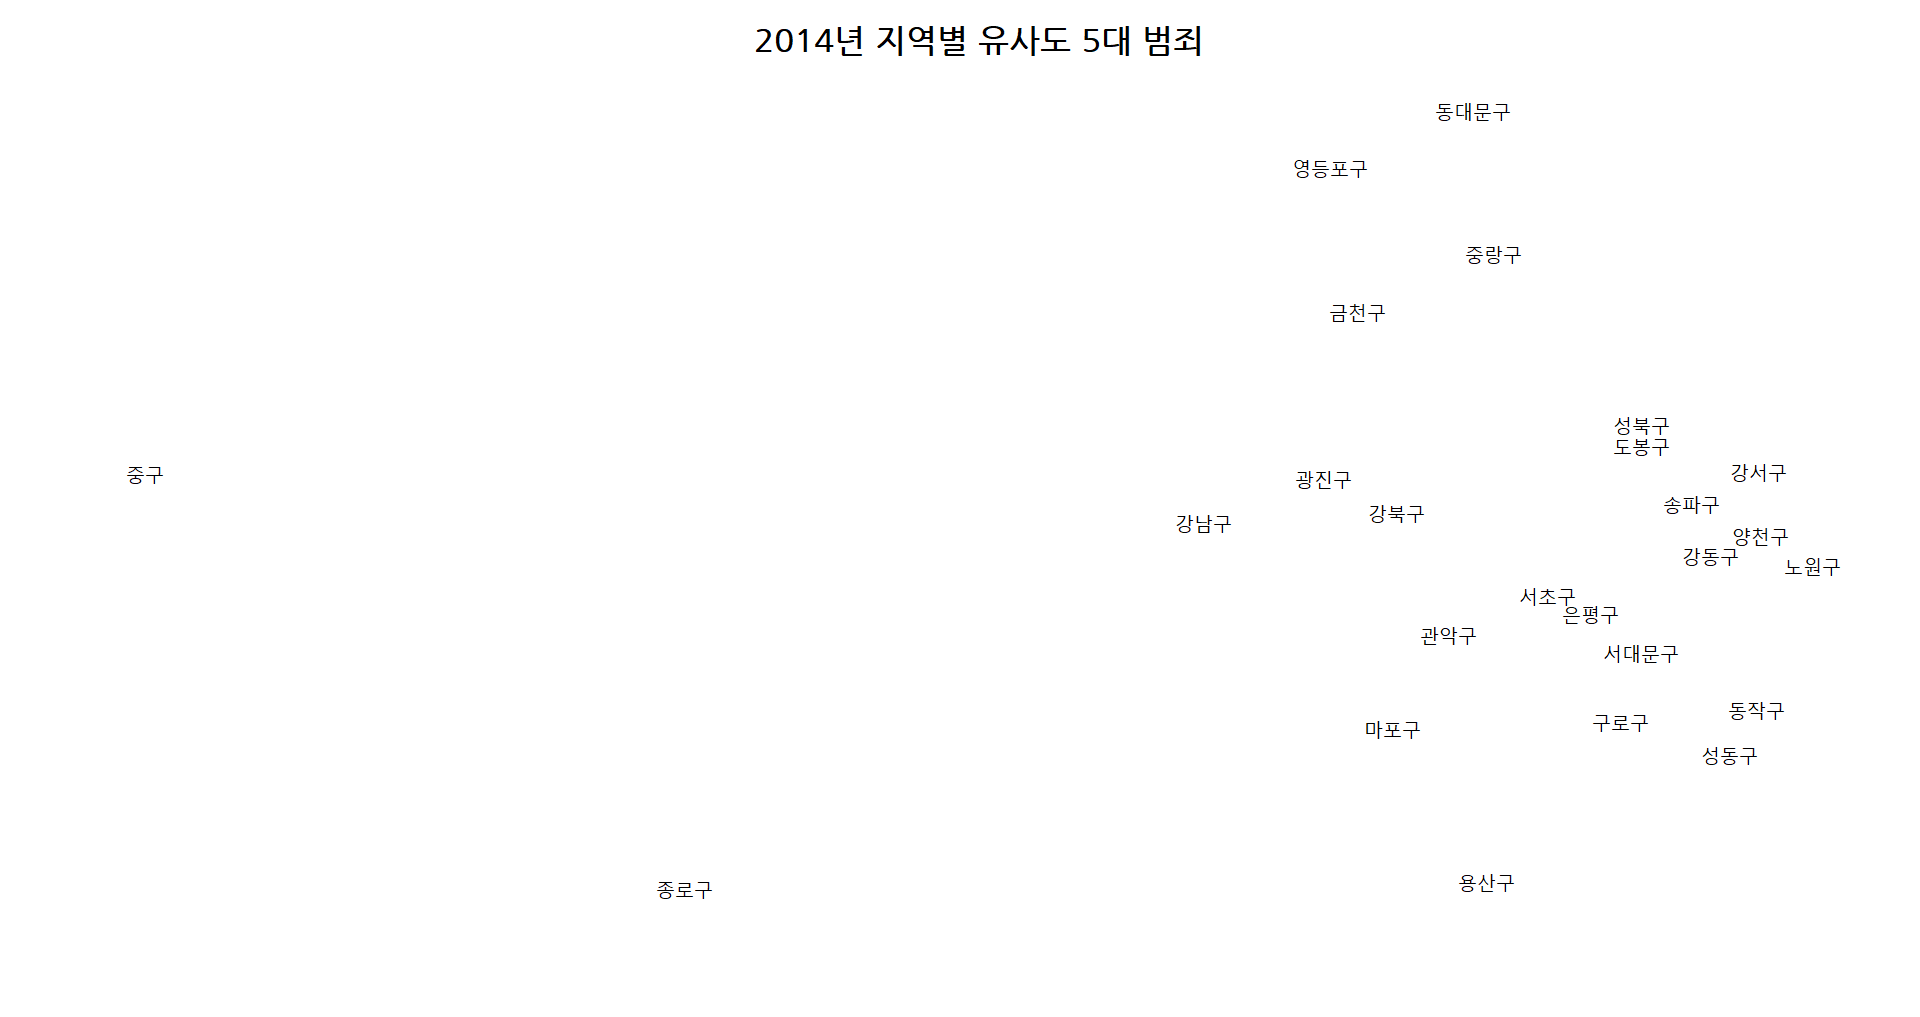 2014년 지역별 유사도 5대 범죄
동대문구
영등포구
중랑구
금천구
성북구
도봉구
강서구
중구
광진구
송파구
강북구
강남구
양천구
강동구
노원구
서초구
은평구
관악구
서대문구
동작구
구로구
마포구
성동구
용산구
종로구